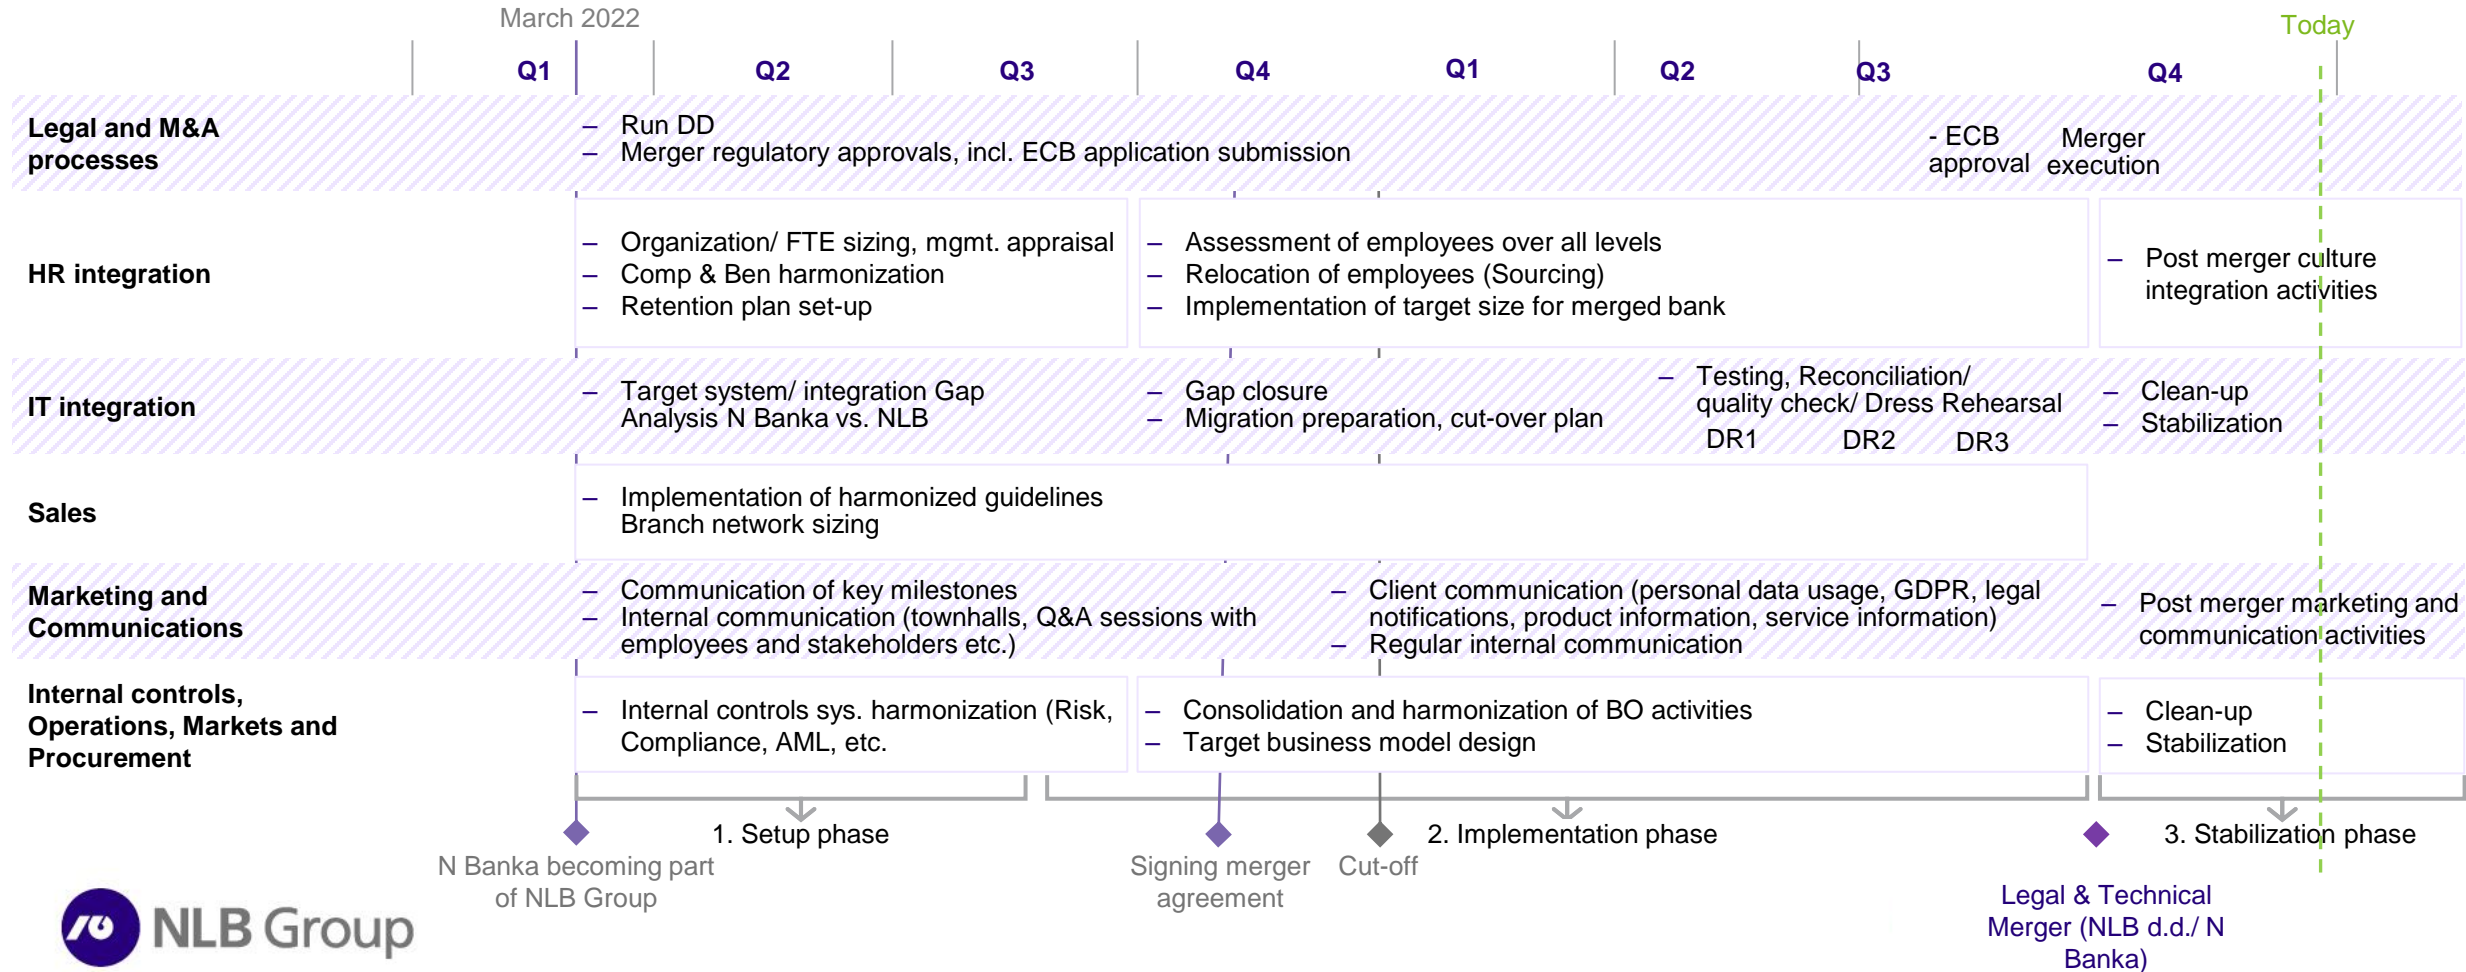 March 2022
Today
Q1 Q2 Q3 Q4 Q1 Q2 Q3 Q4
Legal and M&A
processes
– Run DD
– Merger regulatory approvals, incl. ECB application submission
- ECB
approval
Merger
execution
HR integration
– Organization/ FTE sizing, mgmt. appraisal
– Comp & Ben harmonization
– Retention plan set-up
– Assessment of employees over all levels
– Relocation of employees (Sourcing)
– Implementation of target size for merged bank
– Post merger culture
integration activities
IT integration
– Target system/ integration Gap
Analysis N Banka vs. NLB
– Gap closure
– Migration preparation, cut-over plan
– Testing, Reconciliation/
quality check/ Dress Rehearsal
DR1 DR2 DR3
– Clean-up
– Stabilization
Sales
– Implementation of harmonized guidelines
Branch network sizing
Marketing and
Communications
– Communication of key milestones
– Internal communication (townhalls, Q&A sessions with
employees and stakeholders etc.)
– Client communication (personal data usage, GDPR, legal
notifications, product information, service information)
– Regular internal communication
– Post merger marketing and
communication activities
Internal controls,
Operations, Markets and
Procurement
– Internal controls sys. harmonization (Risk,
Compliance, AML, etc.
– Consolidation and harmonization of BO activities
– Target business model design
– Clean-up
– Stabilization
1. Setup phase
2. Implementation phase
3. Stabilization phase
N Banka becoming part
of NLB Group
Signing merger
agreement
Cut-off
Legal & Technical
Merger (NLB d.d./ N
Banka)
NLB Group